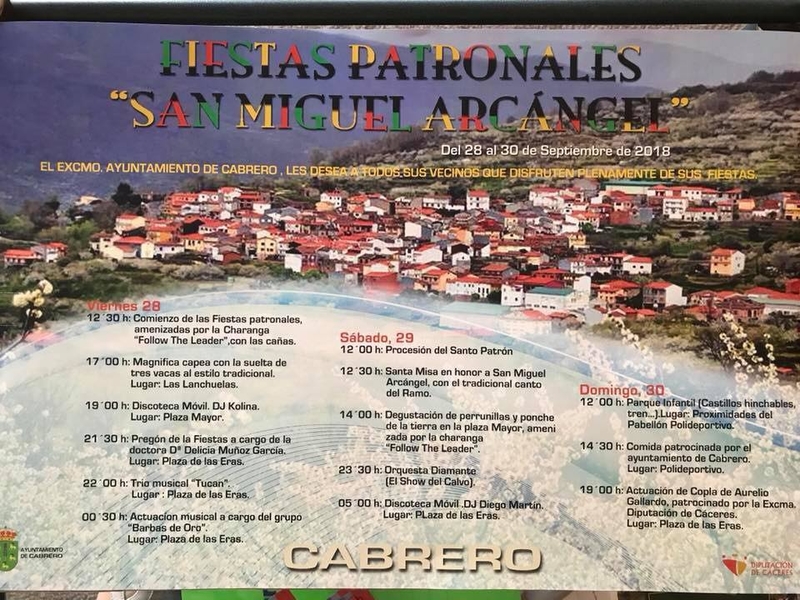 FIESTAS PATRONALES
"SAN MIGUEL ARCÁNGEL"
Del 28 al 30 de Septiembre de 2018
EL EXCMO. AYUNTAMIENTO DE CABRERO , LES DESEA A TODOS SUS VECINOS QUE DISFRUTEN PLENAMENTE DE SUS FIESTAS.
Viernes 28
12´30 h: Comienzo de las Fiestas patronales,
amenizadas por la Charanga
"Follow The Leader",con las cañas.
17´00 h: Magnifica capea con la suelta de
tres vacas al estilo tradicional.
Lugar: Las Lanchuelas.
19´00 h: Discoteca Móvil. DJ Kolina.
Lugar: Plaza Mayor.
21´30 h: Pregón de la Fiestas a cargo de la
doctora Dª Delicia Muñoz García.
Lugar: Plaza de las Eras.
22´00 h: Trio musical "Tucan".
Lugar : Plaza de las Eras.
00´30 h: Actuacíon musical a cargo del grupo
"Barbas de Oro".
Lugar: Plaza de las Eras.
Sábado, 29
12´00 h: Procesión del Santo Patrón
12´30 h: Santa Misa en honor a San Miguel
Arcángel, con el tradicional canto
del Ramo.
14´00 h: Degustación de perrunillas y ponche
de la tierra en la plaza Mayor, ameni
zada por la charanga
"Follow The Leader".
23´30 h: Orquesta Diamante
(El Show del Calvo).
05´00 h: Discoteca Móvil .DJ Diego Martín.
Lugar: PLaza de las Eras.
Domingo, 30
12´00 h: Parque Infantil (Castillos hinchables,
tren...).Lugar: Proximidades del
Pabellón Polideportivo.
14´30 h: Comida patrocinada por el
ayuntamiento de Cabrero.
Lugar: Polideportivo.
19´00 h: Actuación de Copla de Aurelio
Gallardo, patrocinado por la Excma.
Diputación de Cáceres.
Lugar: Plaza de las Eras.
AYUNTAMIENTO
DE CABRERO
CABRERO
DIPUTACIÓN
DE CÁCERES